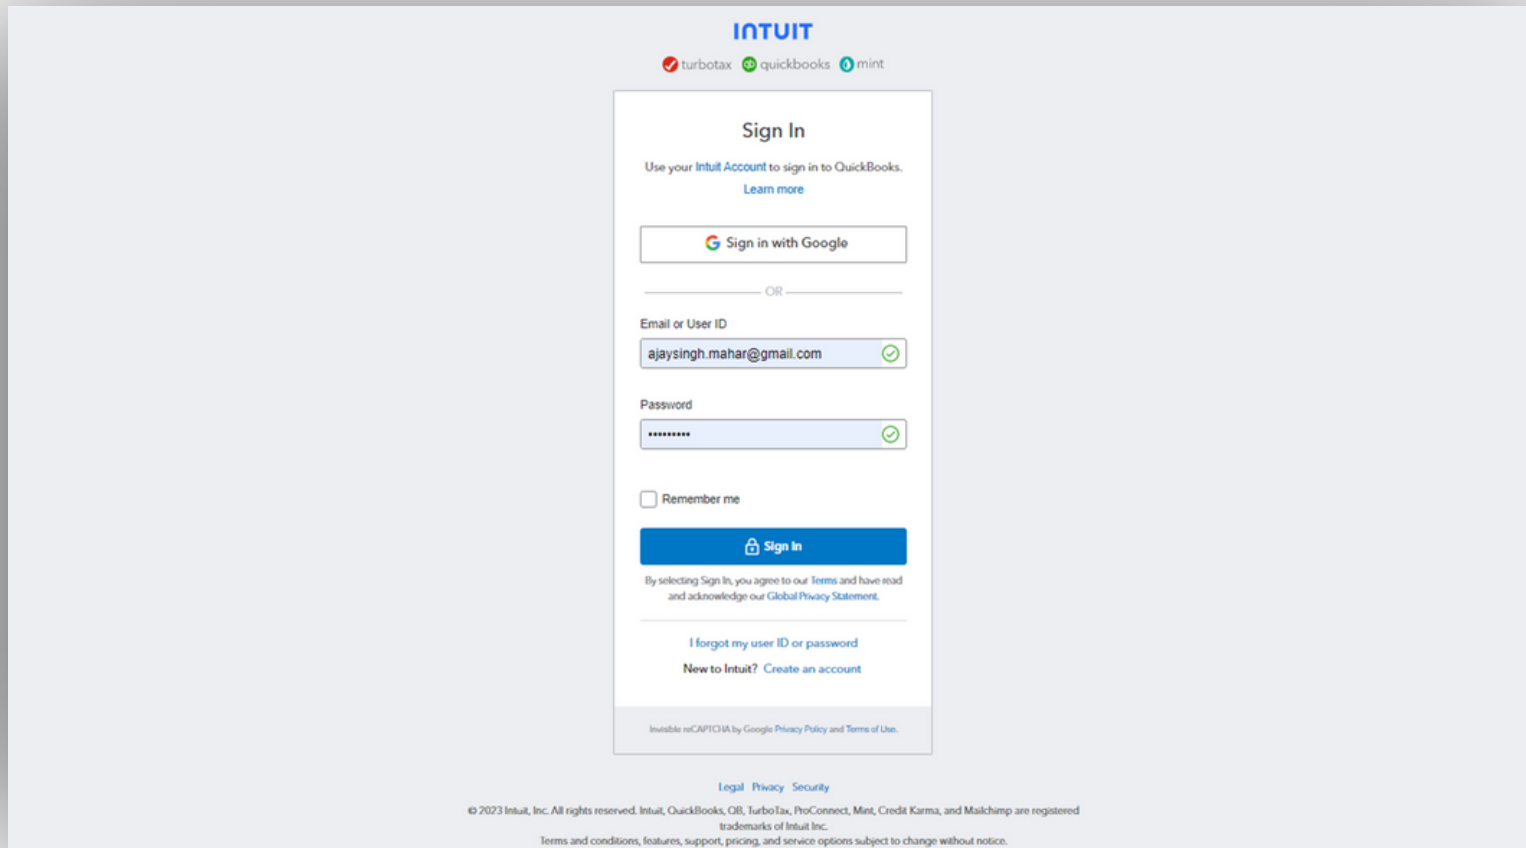 INTUIT
turbotax quickbooks mint
Sign In
Use your Intuit Account to sign in to QuickBooks.
Learn more
Sign in with Google
OR
Email or User ID
ajaysingh.mahar@gmail.com
Password
•••••••••
Remember me
Sign In
By selecting Sign In, you agree to our Terms and have read
and acknowledge our Global Privacy Statement.
I forgot my user ID or password
New to Intuit? Create an account
Invisible reCAPTCHA by Google Privacy Policy and Terms of Use.
Legal Privacy Security
© 2023 Intuit, Inc. All rights reserved. Intuit, QuickBooks, QB, TurboTax, ProConnect, Mint, Credit Karma, and Mailchimp are registered
trademarks of Intuit Inc.
Terms and conditions, features, support, pricing, and service options subject to change without notice.